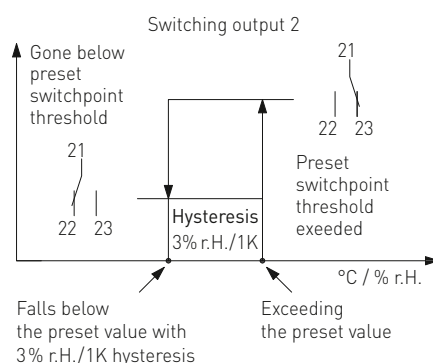 Switching output 2
Gone below
preset
switchpoint
threshold
21
22 23
21
22 23
Preset
switchpoint
threshold
exeeded
Hysteresis
3% r.H./1K
°C / % r.H.
Falls below
the preset value with
3% r.H./1K hysteresis
Exceeding
the preset value